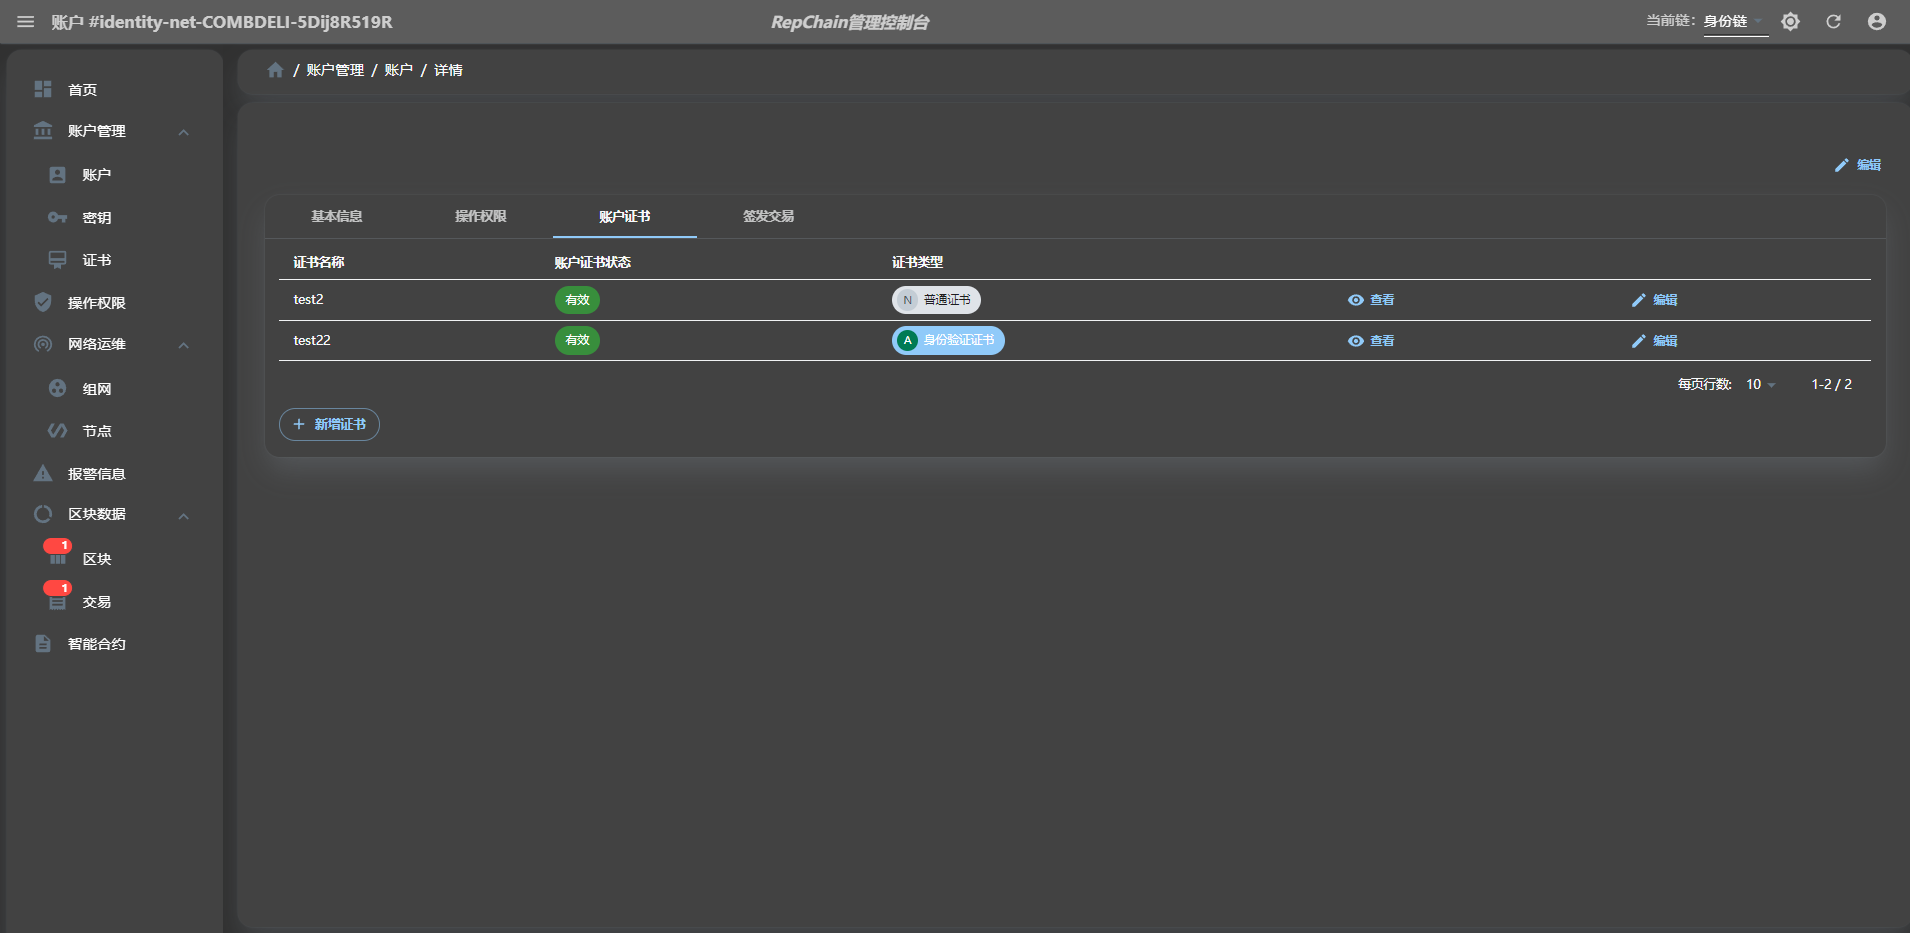 账户 #identity-net-COMBDELI-5Dij8R519R
RepChain管理控制台
当前链: 身份链
首页
账户管理
账户
密钥
证书
操作权限
网络运维
组网
节点
报警信息
区块数据
1
区块
1
交易
智能合约
/ 账户管理 / 账户 / 详情
编辑
基本信息 操作权限 账户证书 签发交易
证书名称 账户证书状态 证书类型
test2 有效 N 普通证书 查看 编辑
test22 有效 A 身份验证证书 查看 编辑
每页行数: 10 1-2 / 2
新增证书